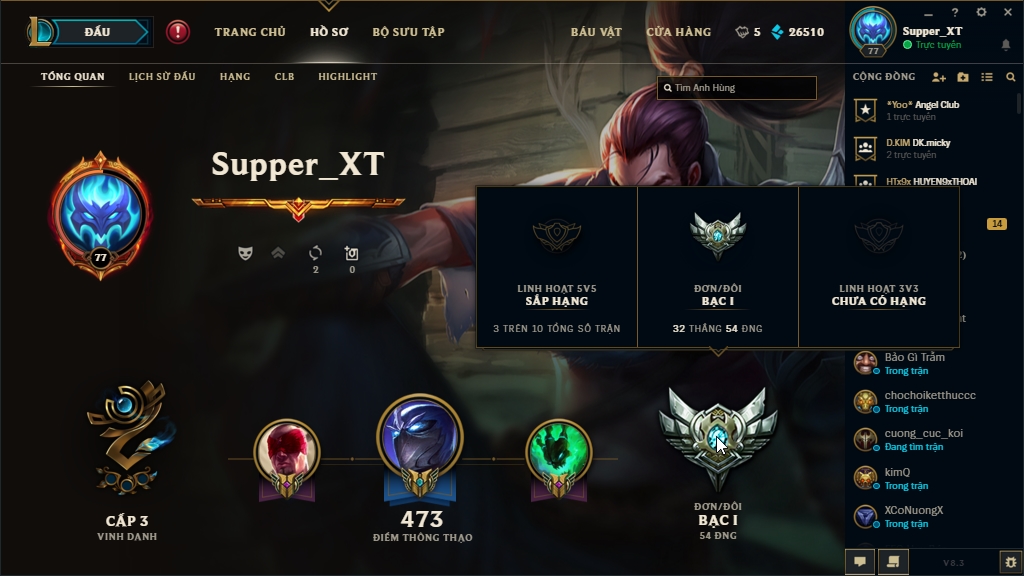 ĐẤU
TRANG CHỦ
HỒ SƠ
BỘ SƯU TẬP
BÁU VẬT
CỬA HÀNG
5
26510
77
Supper_XT
Trực tuyến
TỔNG QUAN
LỊCH SỬ ĐẤU
HẠNG
CLB
HIGHLIGHT
Tìm Anh Hùng
CỘNG ĐỒNG
*Yoo* Angel Club
1 trực tuyến
D.KIM DK.micky
2 trực tuyến
HTx9x HUYEN9xTHOAI
14
Supper_XT
77
2
0
LINH HOẠT 5V5
SẮP HẠNG
3 TRÊN 10 TỔNG SỐ TRẬN
ĐƠN/ĐÔI
BẠC I
32 THẮNG 54 ĐNG
LINH HOẠT 3V3
CHƯA CÓ HẠNG
Bảo Gì Trẫm
Trong trận
chochoiketthuccc
Trong trận
cuong_cuc_koi
Đang tìm trận
kimQ
Trong trận
XCoNuongX
Trong trận
CẤP 3
VINH DANH
473
ĐIỂM THÔNG THẠO
ĐƠN/ĐÔI
BẠC I
54 ĐNG
V8.3